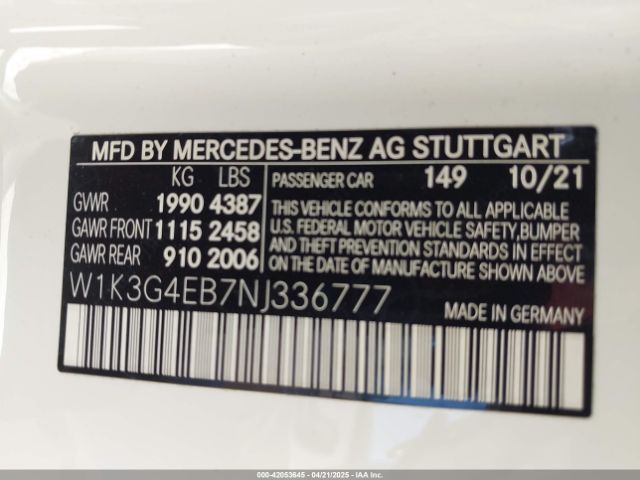 MFD BY MERCEDES-BENZ AG STUTTGART
KG LBS
GVWR 1990 4387
GAWR FRONT 1115 2458
GAWR REAR 910 2006
PASSENGER CAR 149 10/21
THIS VEHICLE CONFORMS TO ALL APPLICABLE
U.S. FEDERAL MOTOR VEHICLE SAFETY,BUMPER
AND THEFT PREVENTION STANDARDS IN EFFECT
ON THE DATE OF MANUFACTURE SHOWN ABOVE.
W1K3G4EB7NJ336777
MADE IN GERMANY
000-42053645 - 04/21/2025 - IAAI.COM